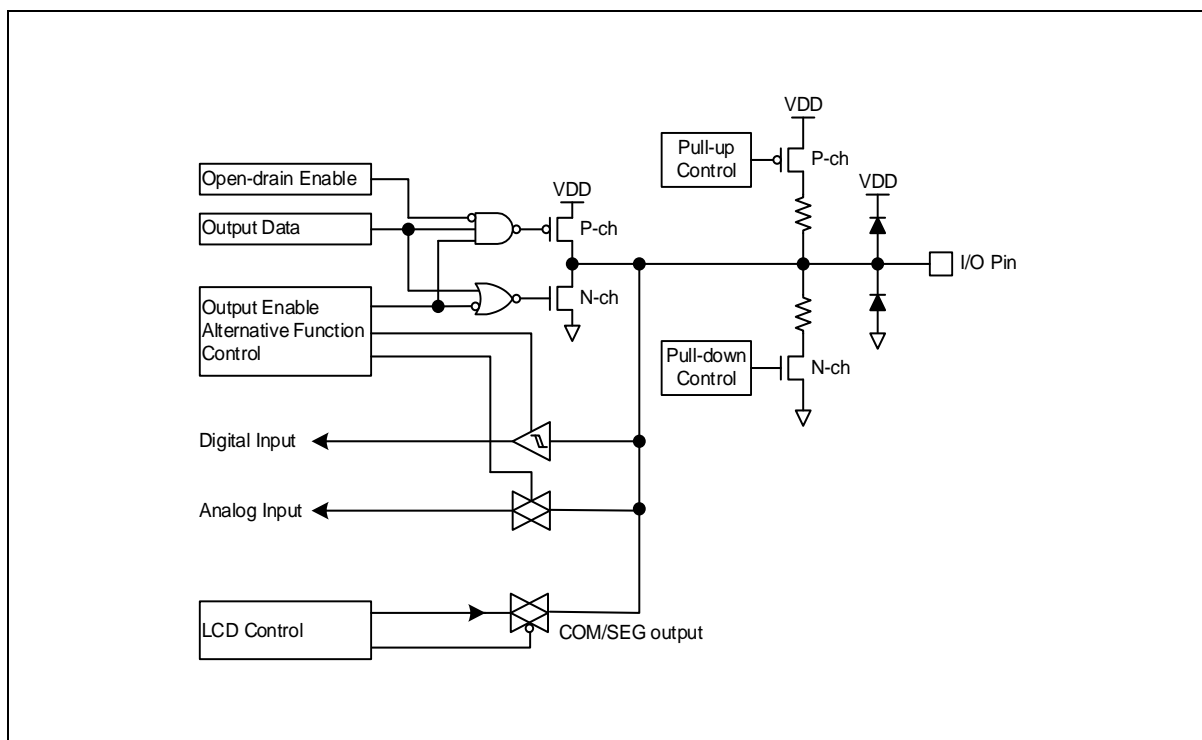 VDD
Pull-up
Control
P-ch
Open-drain Enable
VDD
VDD
Output Data
P-ch
I/O Pin
Output Enable
Alternative Function
Control
N-ch
Pull-down
Control
N-ch
Digital Input
Analog Input
LCD Control
COM/SEG output